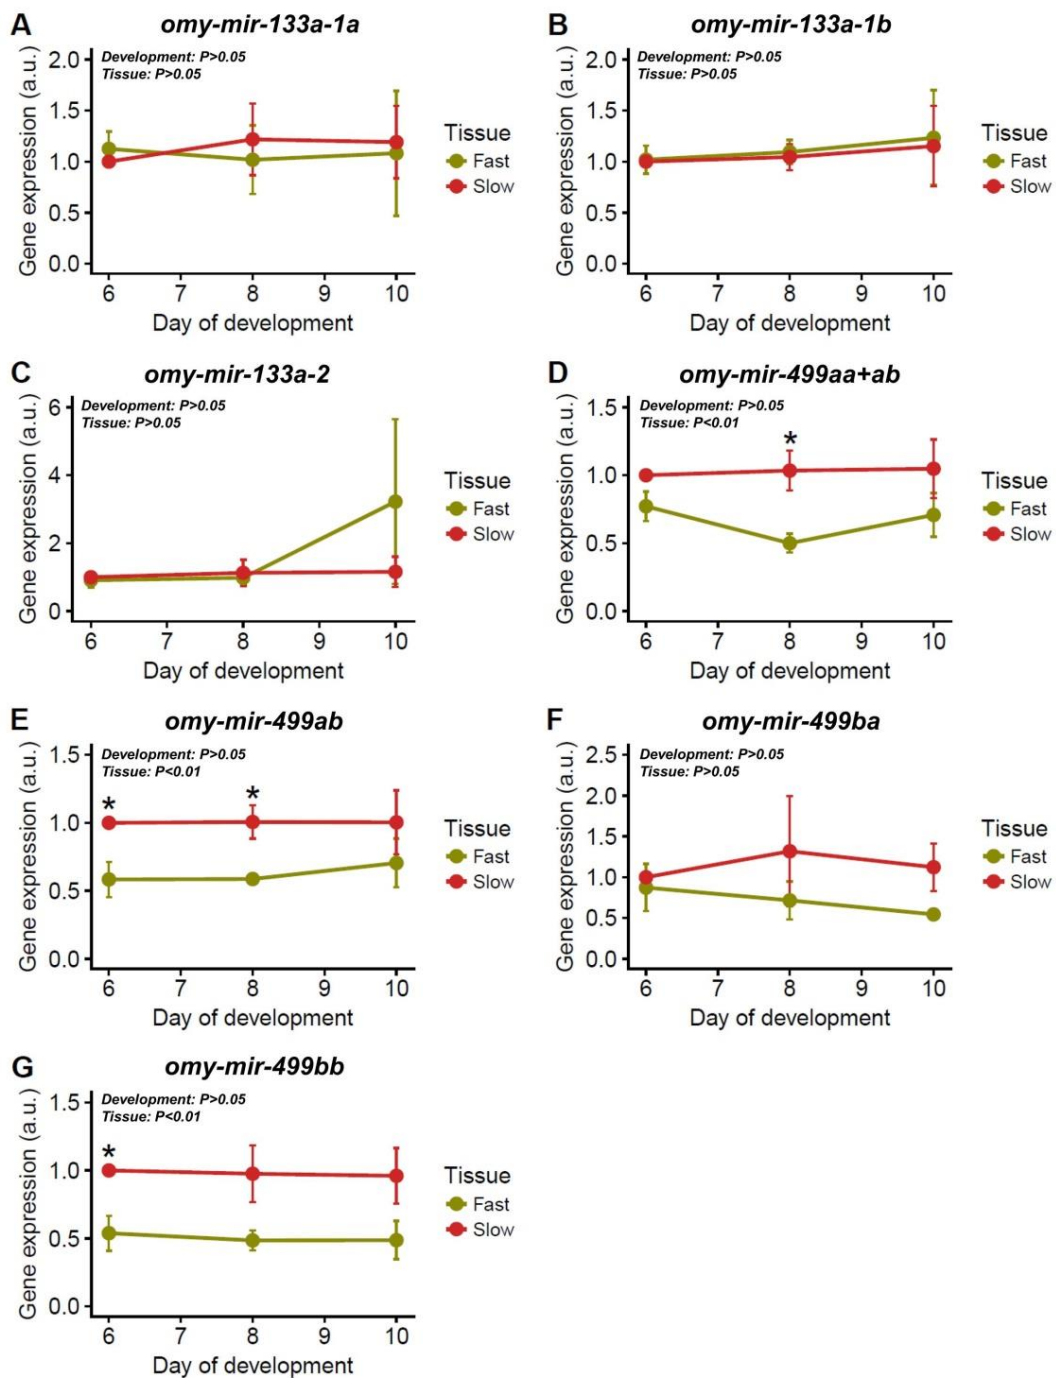 A
omy-mir-133a-1a
Development: P>0.05
Tissue: P>0.05
Gene expression (a.u.)
2.0
1.5
1.0
0.5
0.0
6 7 8 9 10
Day of development
Tissue
Fast
Slow
B
omy-mir-133a-1b
Development: P>0.05
Tissue: P>0.05
Gene expression (a.u.)
2.0
1.5
1.0
0.5
0.0
6 7 8 9 10
Day of development
Tissue
Fast
Slow
C
omy-mir-133a-2
Development: P>0.05
Tissue: P>0.05
Gene expression (a.u.)
6
4
2
0
6 7 8 9 10
Day of development
Tissue
Fast
Slow
D
omy-mir-499aa+ab
Development: P>0.05
Tissue: P<0.01
*
Gene expression (a.u.)
1.5
1.0
0.5
0.0
6 7 8 9 10
Day of development
Tissue
Fast
Slow
E
omy-mir-499ab
Development: P>0.05
Tissue: P<0.01
* *
Gene expression (a.u.)
1.5
1.0
0.5
0.0
6 7 8 9 10
Day of development
Tissue
Fast
Slow
F
omy-mir-499ba
Development: P>0.05
Tissue: P>0.05
Gene expression (a.u.)
2.5
2.0
1.5
1.0
0.5
0.0
6 7 8 9 10
Day of development
Tissue
Fast
Slow
G
omy-mir-499bb
Development: P>0.05
Tissue: P<0.01
*
Gene expression (a.u.)
1.5
1.0
0.5
0.0
6 7 8 9 10
Day of development
Tissue
Fast
Slow